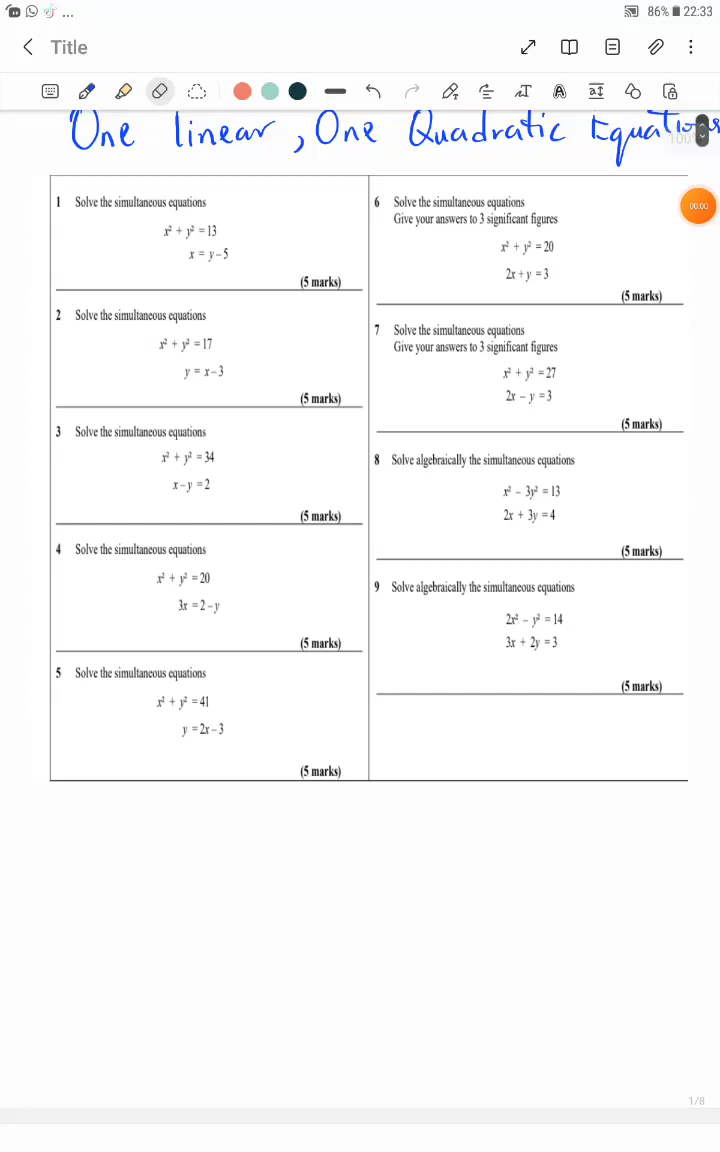 ... 86% 22:33
Title
One linear, One Quadratic Equations
100%
00:00
1 Solve the simultaneous equations
x² + y² = 13
x = y – 5
(5 marks)
2 Solve the simultaneous equations
x² + y² = 17
y = x – 3
(5 marks)
3 Solve the simultaneous equations
x² + y² = 34
x – y = 2
(5 marks)
4 Solve the simultaneous equations
x² + y² = 20
3x = 2 – y
(5 marks)
5 Solve the simultaneous equations
x² + y² = 41
y = 2x – 3
(5 marks)
6 Solve the simultaneous equations
Give your answers to 3 significant figures
x² + y² = 20
2x + y = 3
(5 marks)
7 Solve the simultaneous equations
Give your answers to 3 significant figures
x² + y² = 27
2x – y = 3
(5 marks)
8 Solve algebraically the simultaneous equations
x² – 3y² = 13
2x + 3y = 4
(5 marks)
9 Solve algebraically the simultaneous equations
2x² – y² = 14
3x + 2y = 3
(5 marks)
1/8